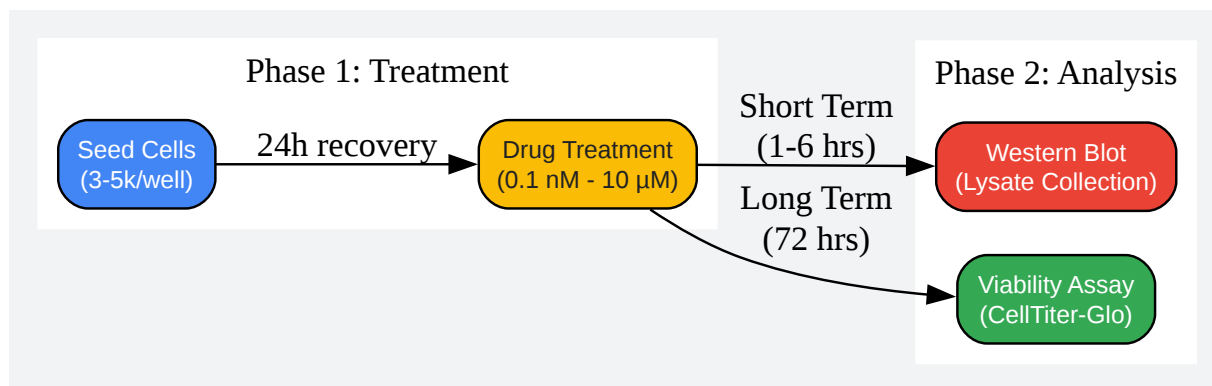 Phase 1: Treatment
Seed Cells
(3-5k/well)
24h recovery
Drug Treatment
(0.1 nM - 10 µM)
Short Term
(1-6 hrs)
Long Term
(72 hrs)
Phase 2: Analysis
Western Blot
(Lysate Collection)
Viability Assay
(CellTiter-Glo)